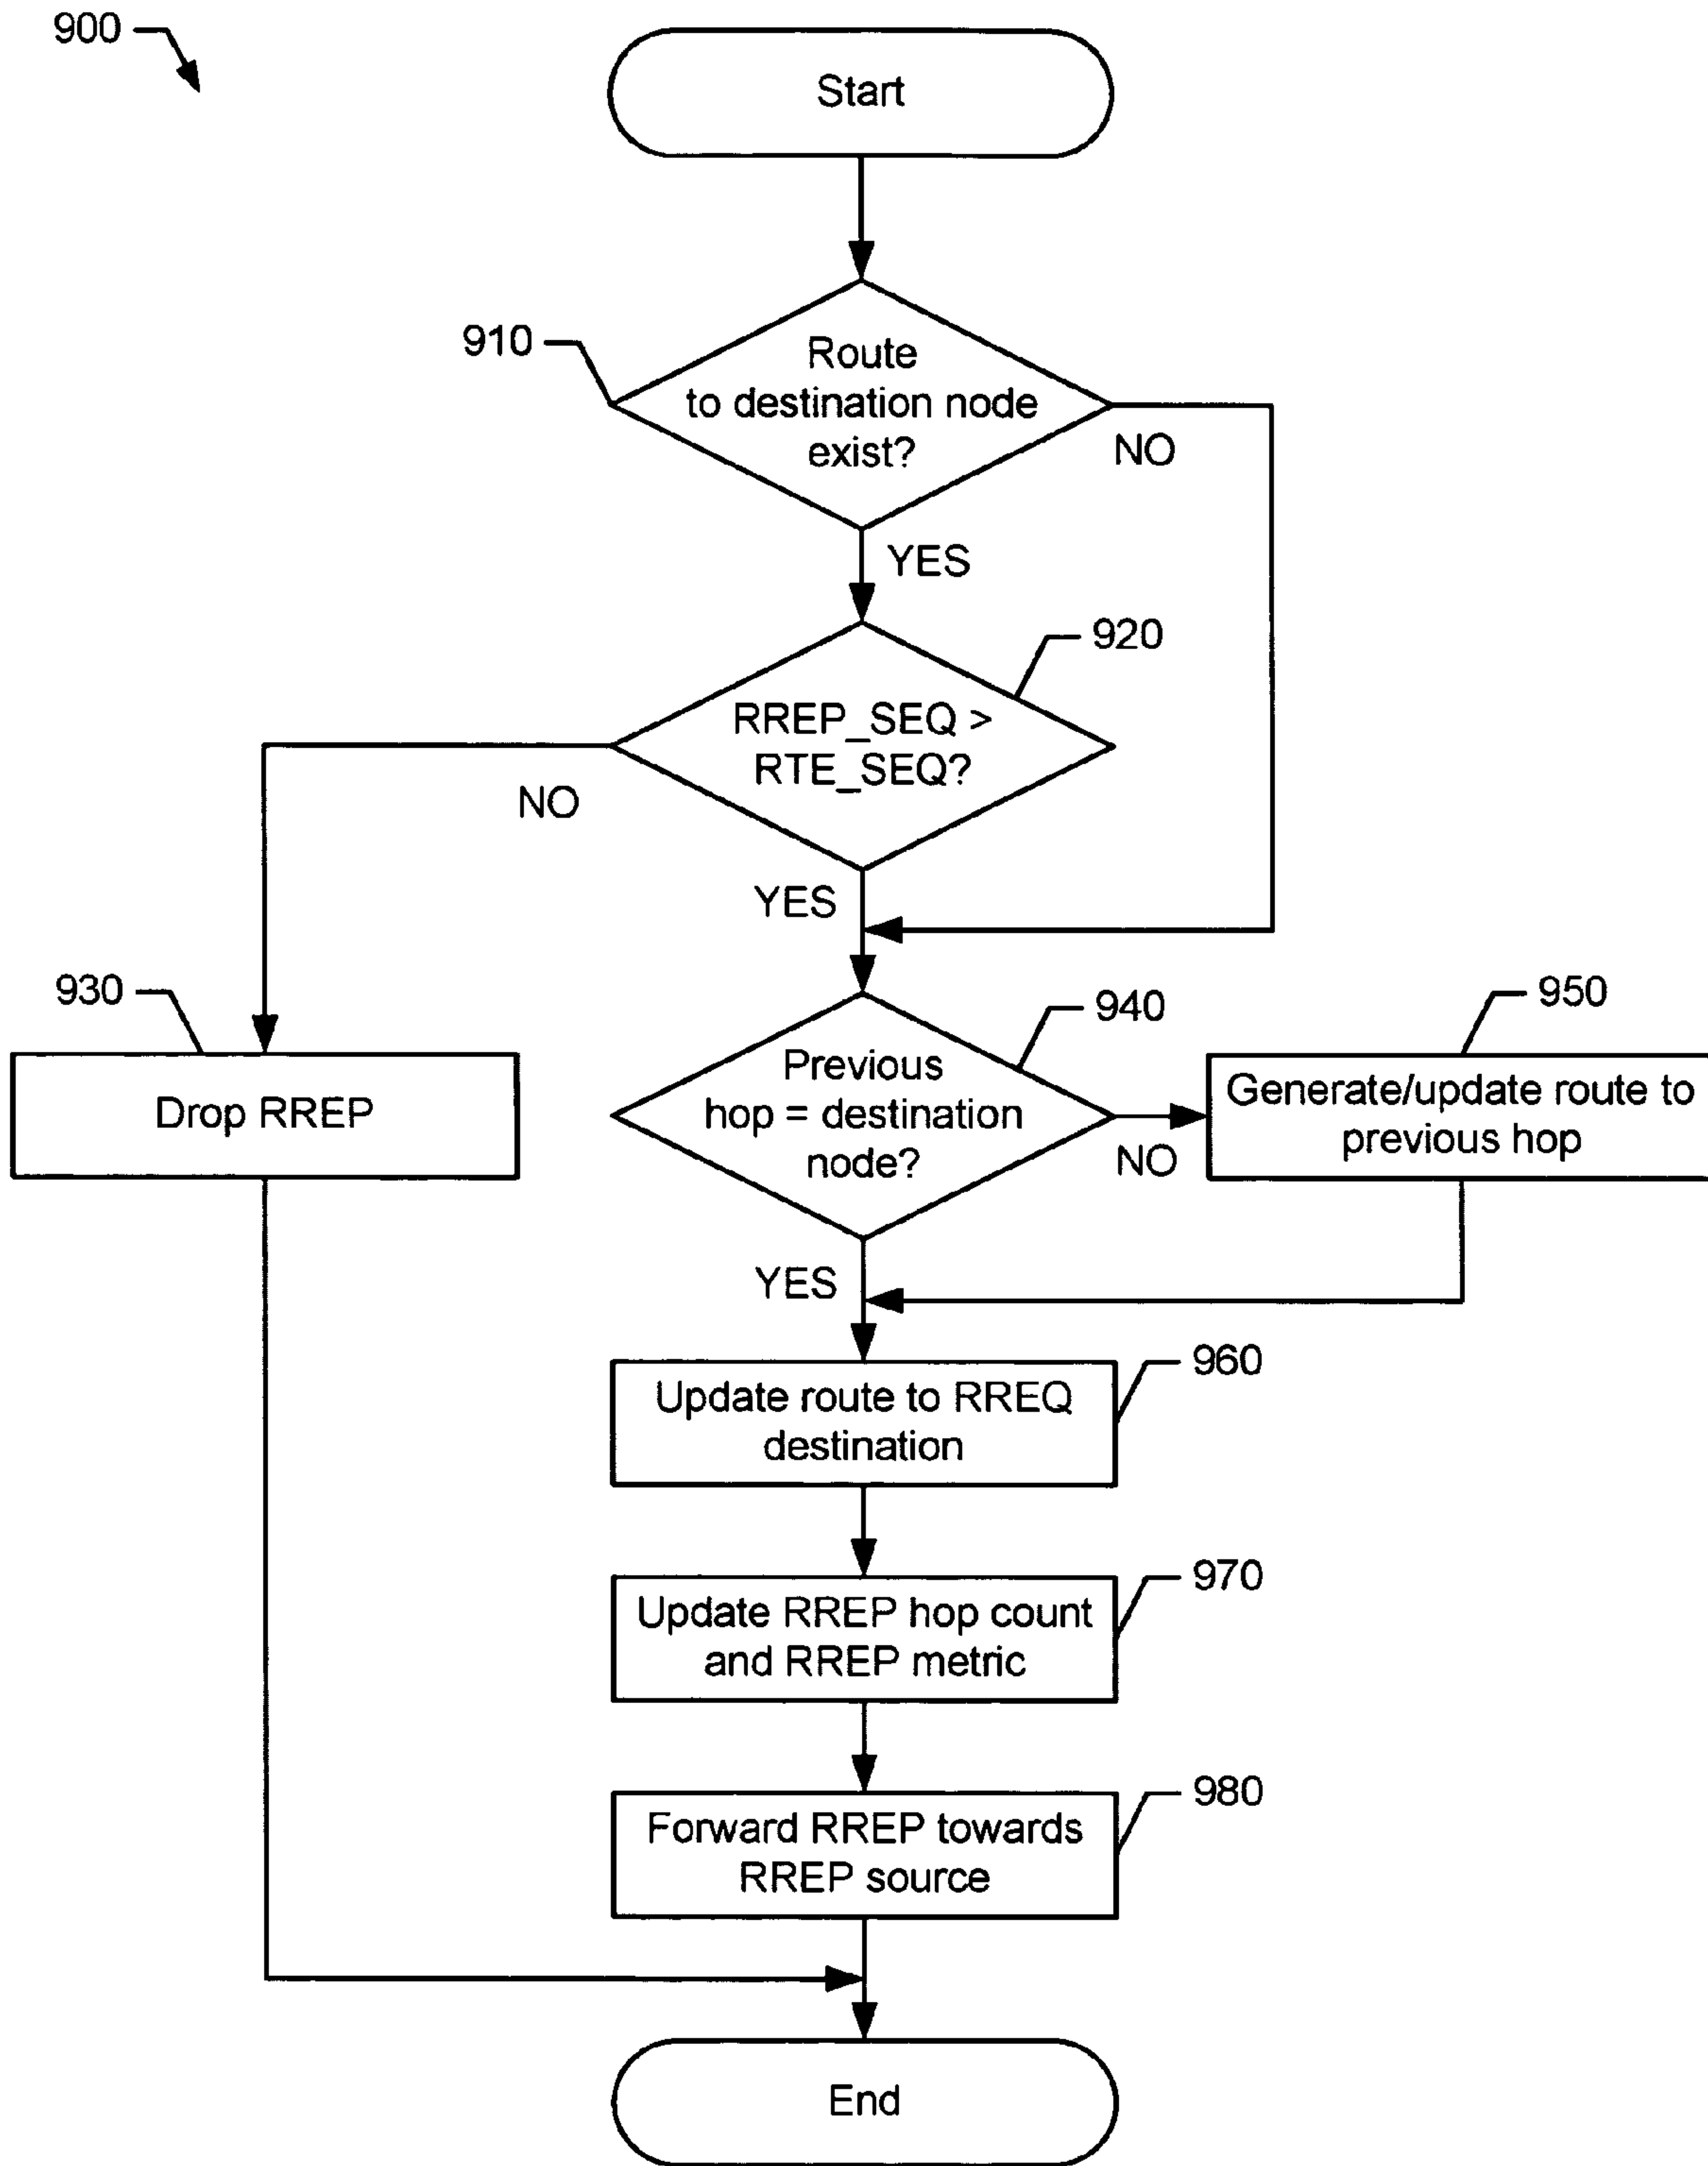 900
Start
910
Route
to destination node
exist?
NO
YES
920
RREP_SEQ >
RTE_SEQ?
NO
YES
930
Drop RREP
940
Previous
hop = destination
node?
NO
950
Generate/update route to
previous hop
YES
960
Update route to RREQ
destination
970
Update RREP hop count
and RREP metric
980
Forward RREP towards
RREP source
End